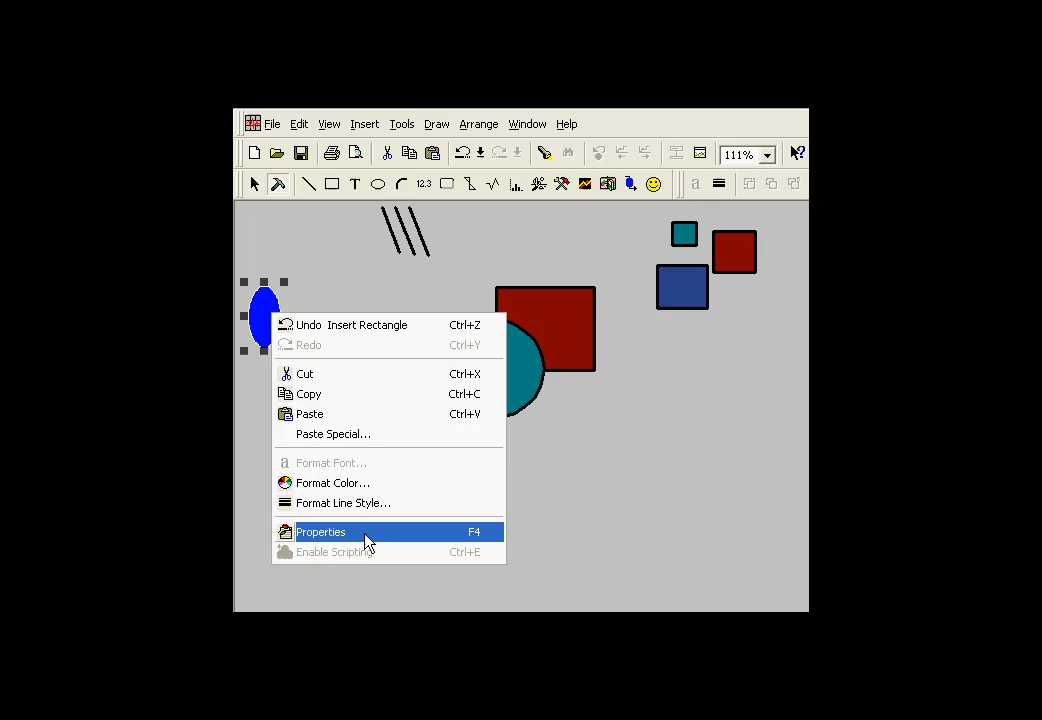 File Edit View Insert Tools Draw Arrange Window Help
111%
T 12.3 a
Undo Insert Rectangle Ctrl+Z
Redo Ctrl+Y
Cut Ctrl+X
Copy Ctrl+C
Paste Ctrl+V
Paste Special...
a Format Font...
Format Color...
Format Line Style...
Properties F4
Enable Scripting Ctrl+E